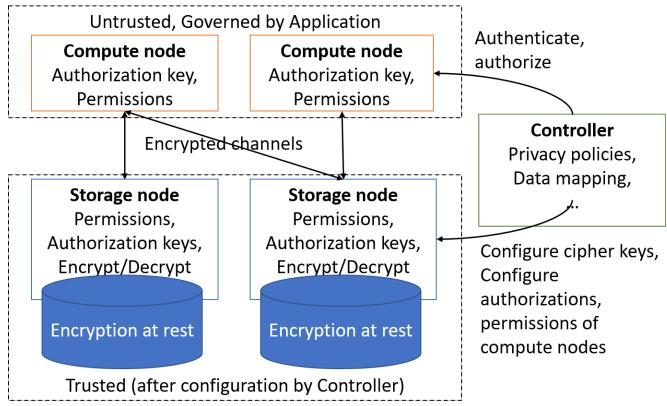 Untrusted, Governed by Application
Compute node
Authorization key,
Permissions
Compute node
Authorization key,
Permissions
Authenticate,
authorize
Encrypted channels
Controller
Privacy policies,
Data mapping,
...
Storage node
Permissions,
Authorization keys,
Encrypt/Decrypt
Encryption at rest
Storage node
Permissions,
Authorization keys,
Encrypt/Decrypt
Encryption at rest
Configure cipher keys,
Configure
authorizations,
permissions of
compute nodes
Trusted (after configuration by Controller)